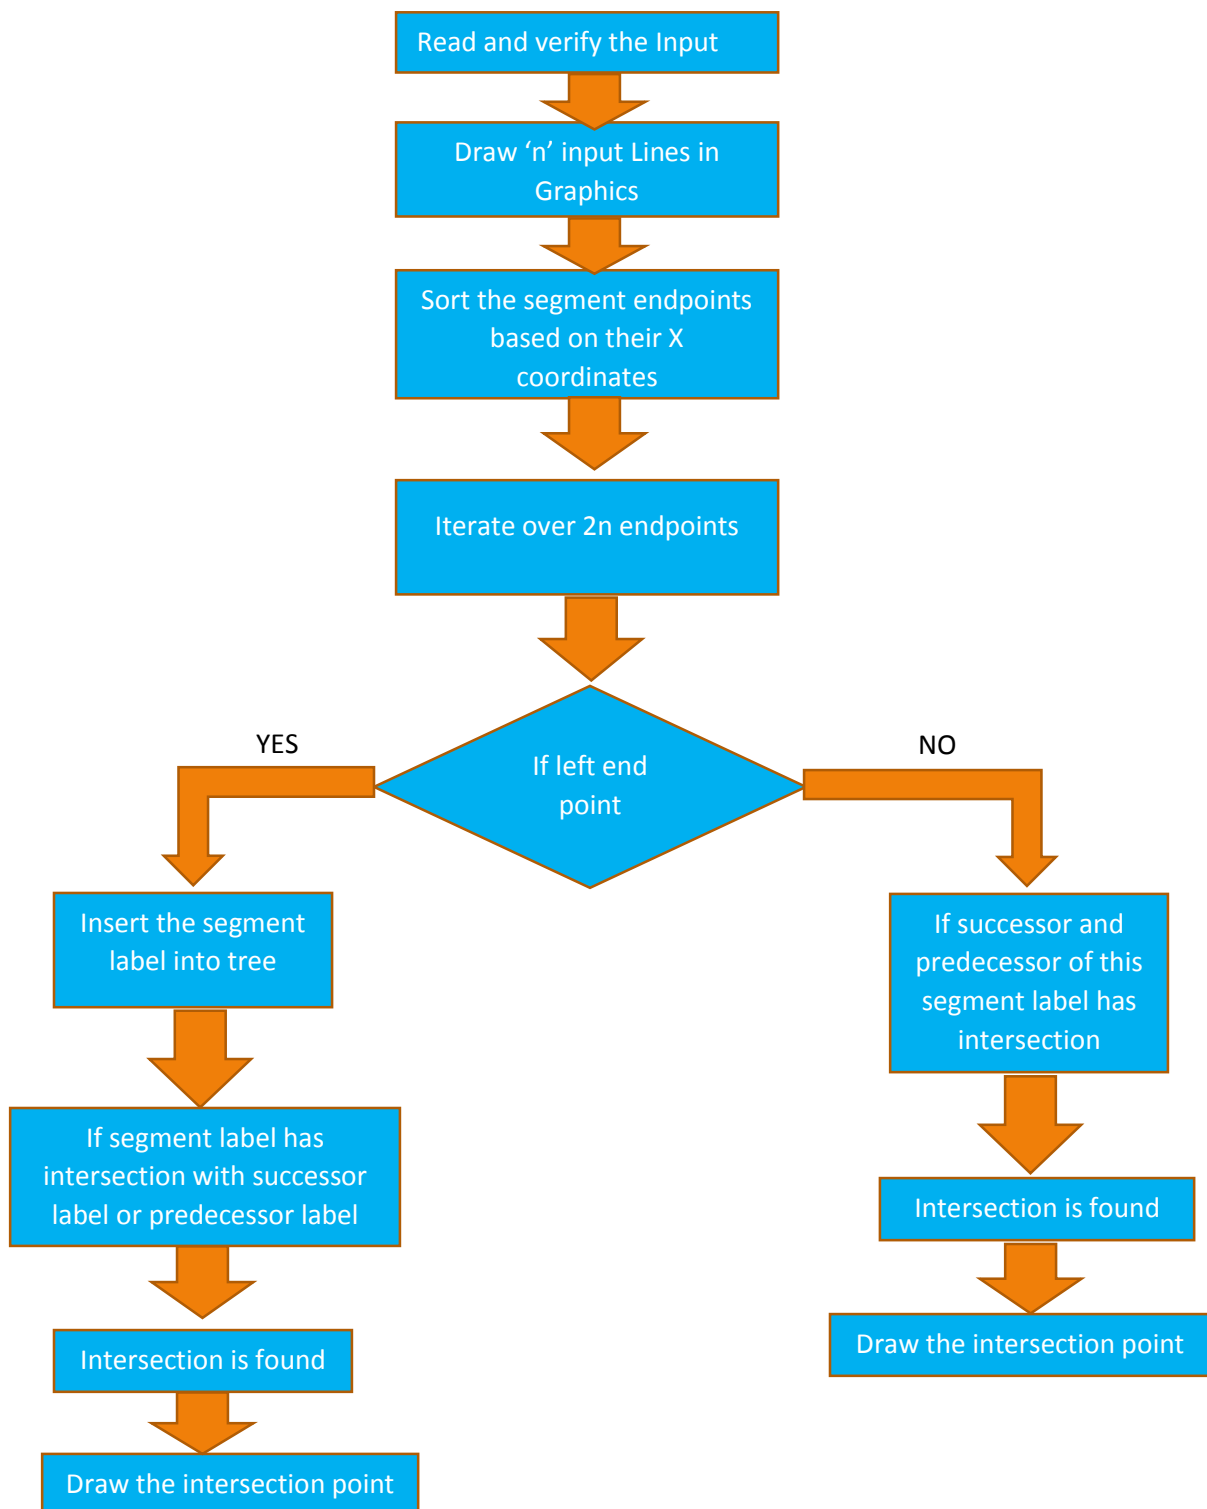 Read and verify the Input
Draw ‘n’ input Lines in
Graphics
Sort the segment endpoints
based on their X
coordinates
Iterate over 2n endpoints
If left end
point
YES
NO
Insert the segment
label into tree
If segment label has
intersection with successor
label or predecessor label
Intersection is found
Draw the intersection point
If successor and
predecessor of this
segment label has
intersection
Intersection is found
Draw the intersection point